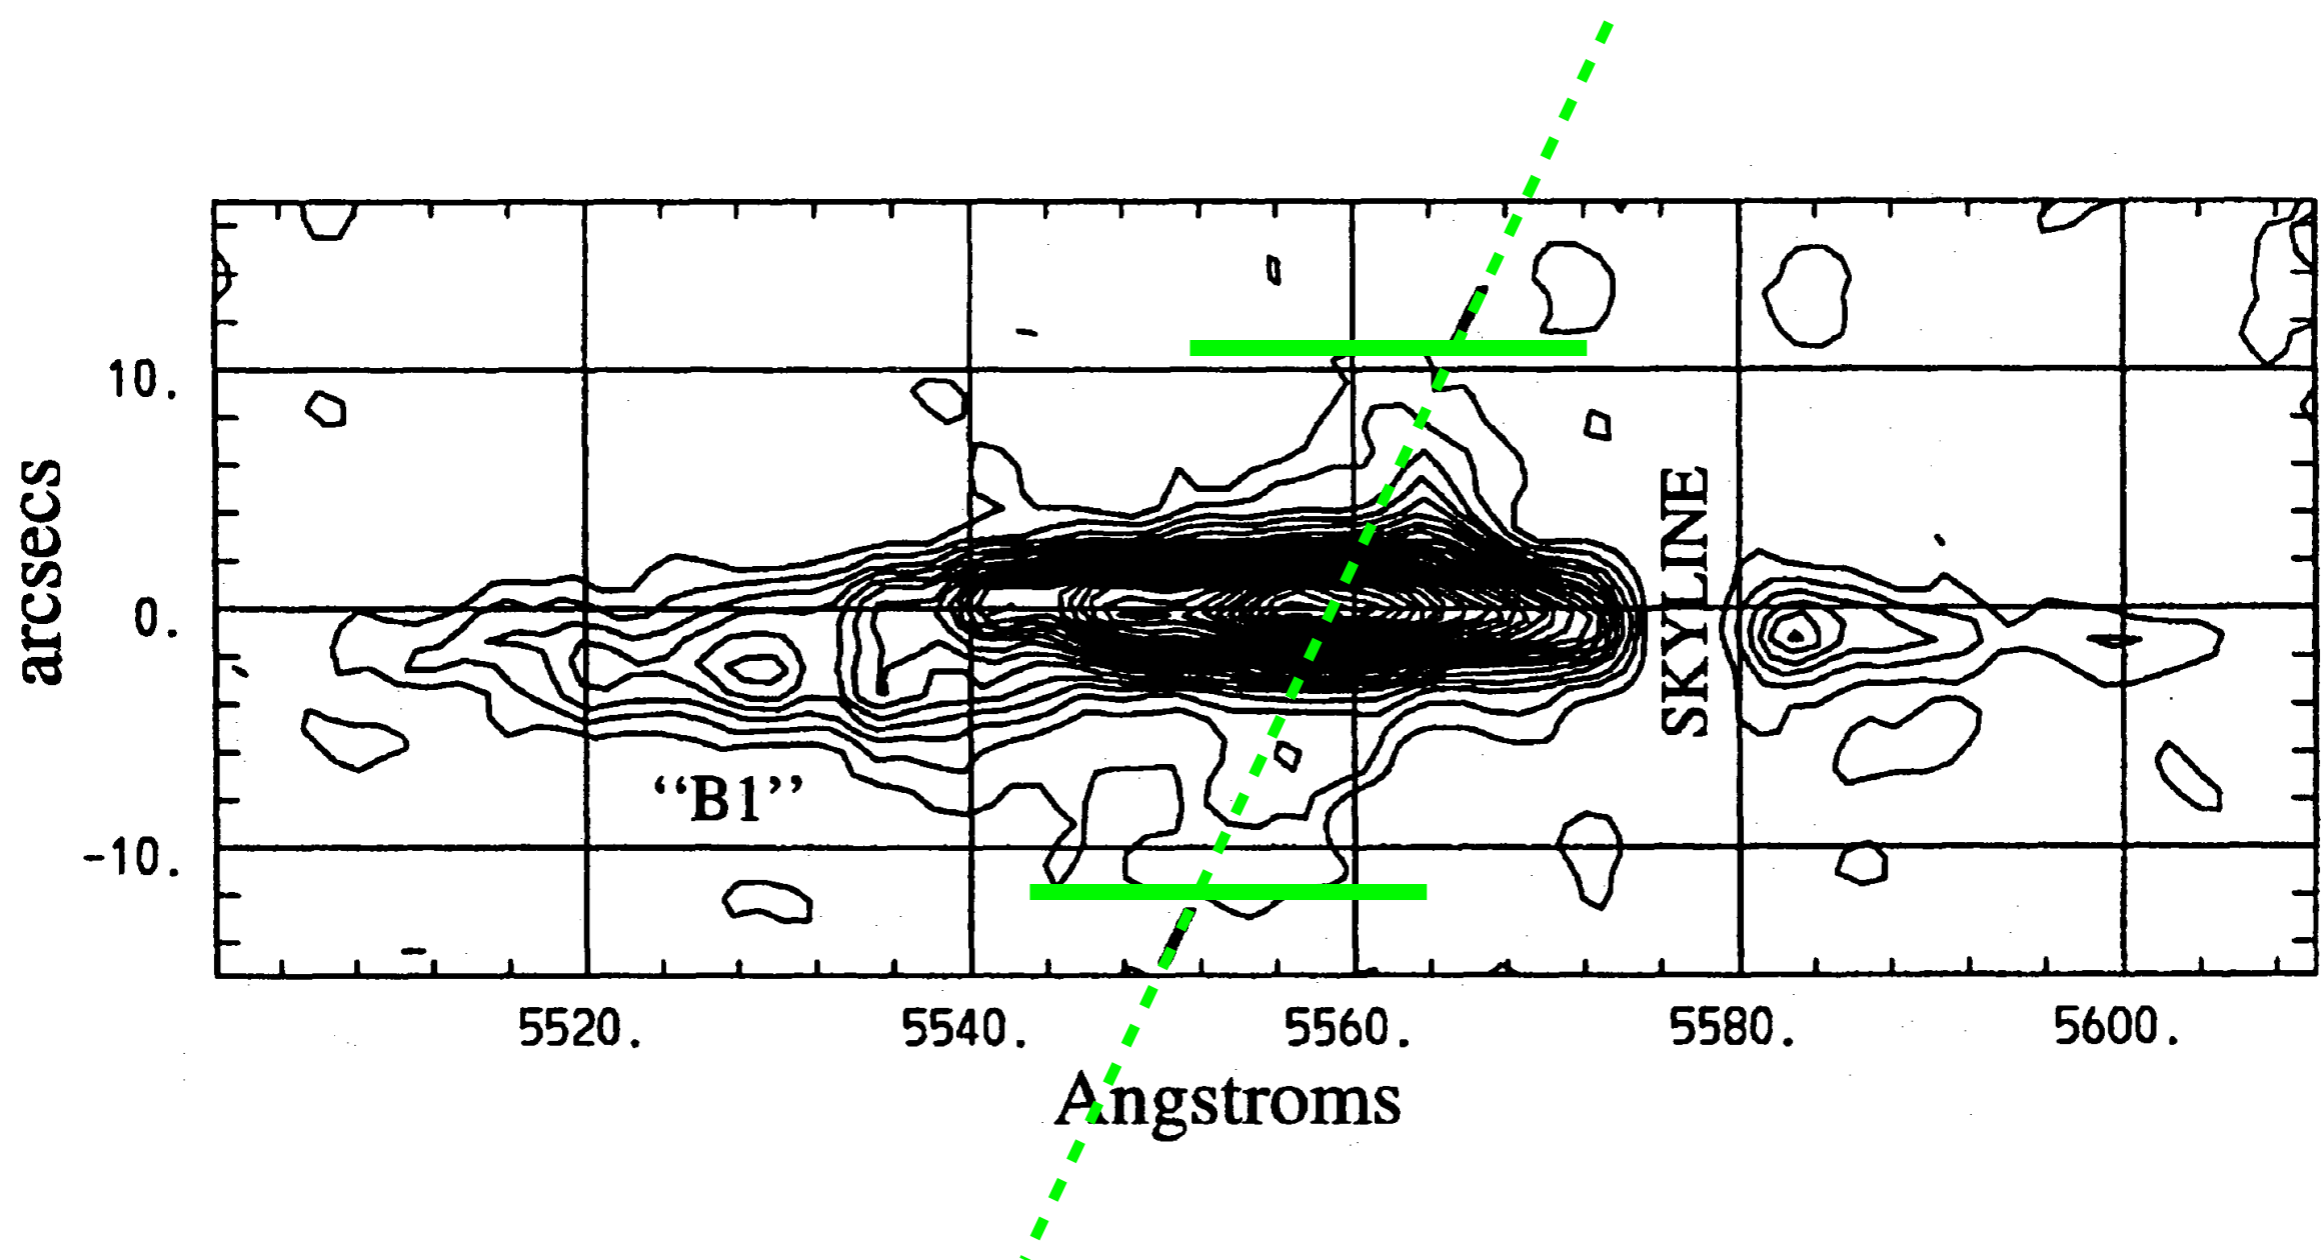 10.
arcsecs
0.
SKYLINE
"B1"
-10.
5520. 5540. 5560. 5580. 5600.
Angstroms